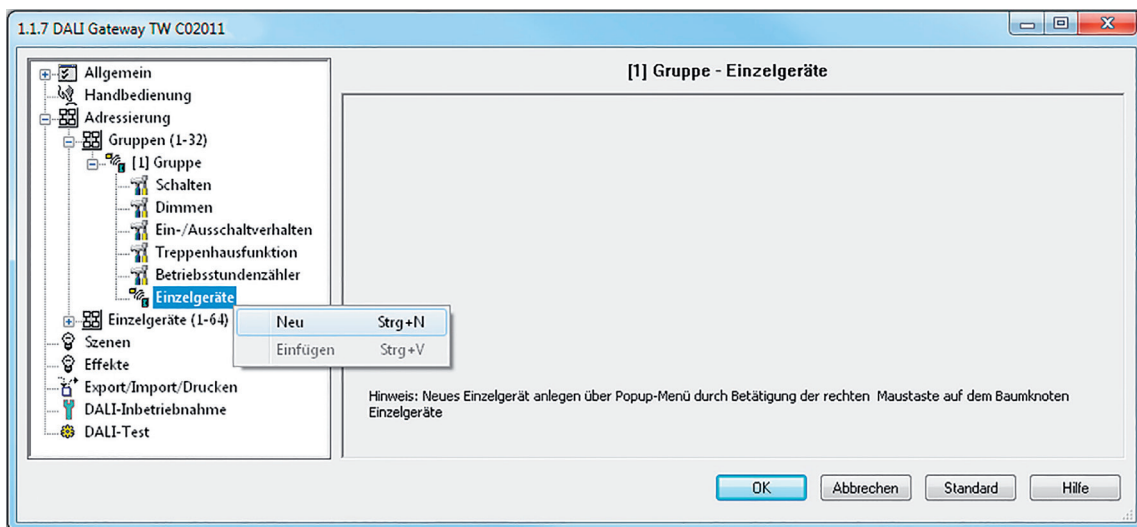 1.1.7 DALI Gateway TW C02011
Allgemein
Handbedienung
Adressierung
Gruppen (1-32)
[1] Gruppe
Schalten
Dimmen
Ein-/Ausschaltverhalten
Treppenhausfunktion
Betriebsstundenzähler
Einzelgeräte
Einzelgeräte (1-64)
Szenen
Effekte
Export/Import/Drucken
DALI-Inbetriebnahme
DALI-Test
Neu Strg+N
Einfügen Strg+V
[1] Gruppe - Einzelgeräte
Hinweis: Neues Einzelgerät anlegen über Popup-Menü durch Betätigung der rechten Maustaste auf dem Baumknoten
Einzelgeräte
OK Abbrechen Standard Hilfe